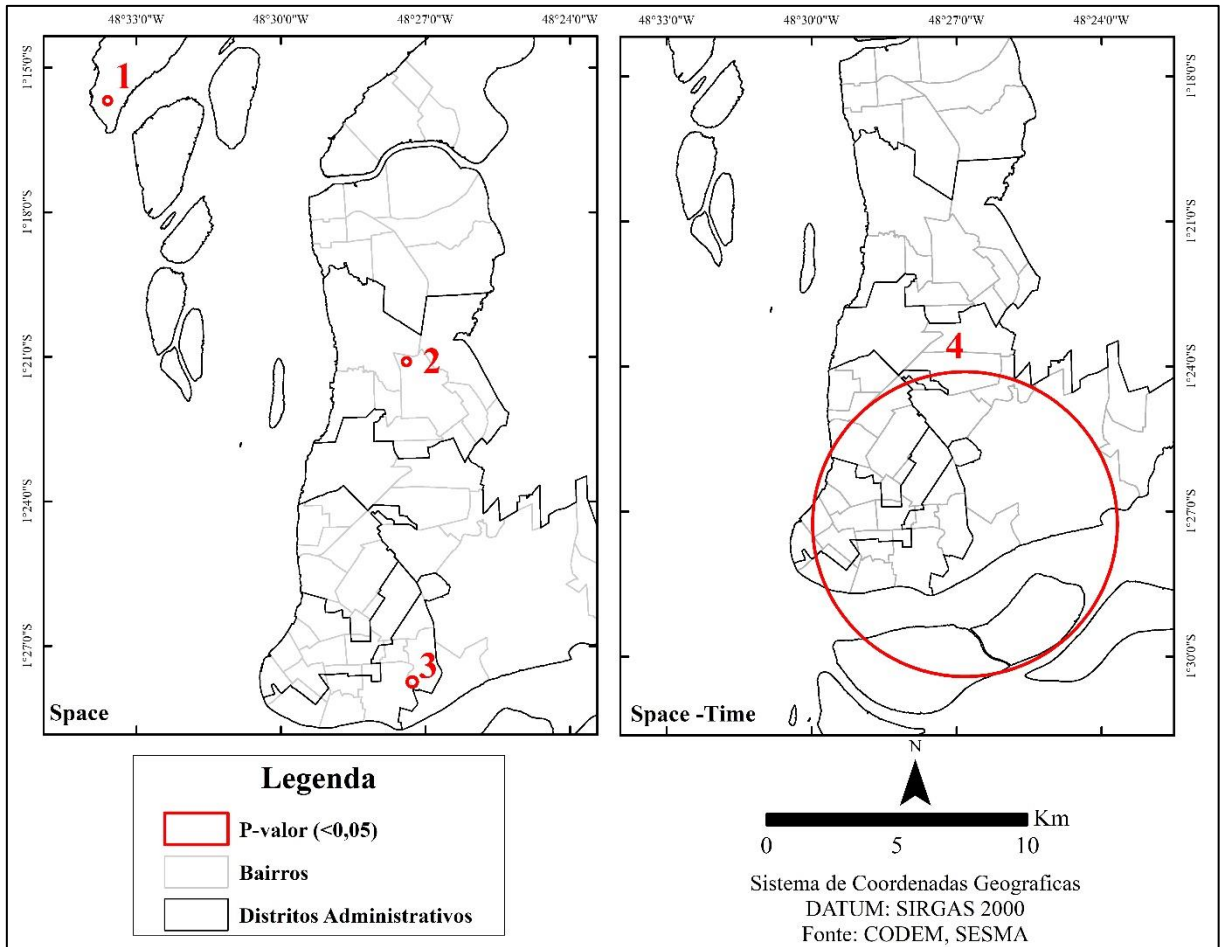 48°33'0"W
48°30'0"W
48°27'0"W
48°24'0"W
1°15'0"S
1°18'0"S
1°21'0"S
1°24'0"S
1°27'0"S
1
2
3
Space
48°33'0"W
48°30'0"W
48°27'0"W
48°24'0"W
1°18'0"S
1°21'0"S
1°24'0"S
1°27'0"S
1°30'0"S
4
Space -Time
Legenda
P-valor (<0,05)
Bairros
Distritos Administrativos
N
Km
0
5
10
Sistema de Coordenadas Geograficas
DATUM: SIRGAS 2000
Fonte: CODEM, SESMA